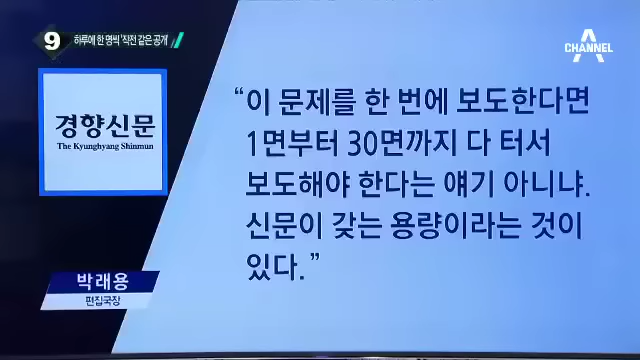 9 하루에 한 명씩 '직전 같은 공개'
CHANNEL A
경향신문
The Kyunghyang Shinmun
“이 문제를 한 번에 보도한다면
1면부터 30면까지 다 터서
보도해야 한다는 얘기 아니냐.
신문이 갖는 용량이라는 것이
있다.”
박래용
편집국장